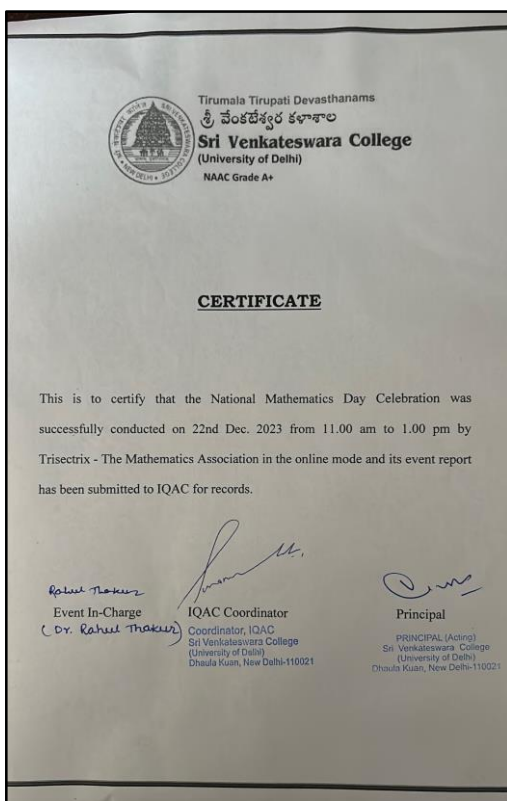 Tirumala Tirupati Devasthanams
శ్రీ వేంకటేశ్వర కళాశాల
Sri Venkateswara College
(University of Delhi)
NAAC Grade A+
CERTIFICATE
This is to certify that the National Mathematics Day Celebration was
successfully conducted on 22nd Dec. 2023 from 11.00 am to 1.00 pm by
Trisectrix - The Mathematics Association in the online mode and its event report
has been submitted to IQAC for records.
Rahul Thakur
Event In-Charge
(Dr. Rahul Thakur)
IQAC Coordinator
Coordinator, IQAC
Sri Venkateswara College
(University of Delhi)
Dhaula Kuan, New Delhi-110021
Principal
PRINCIPAL (Acting)
Sri Venkateswara College
(University of Delhi)
Dhaula Kuan, New Delhi-110021